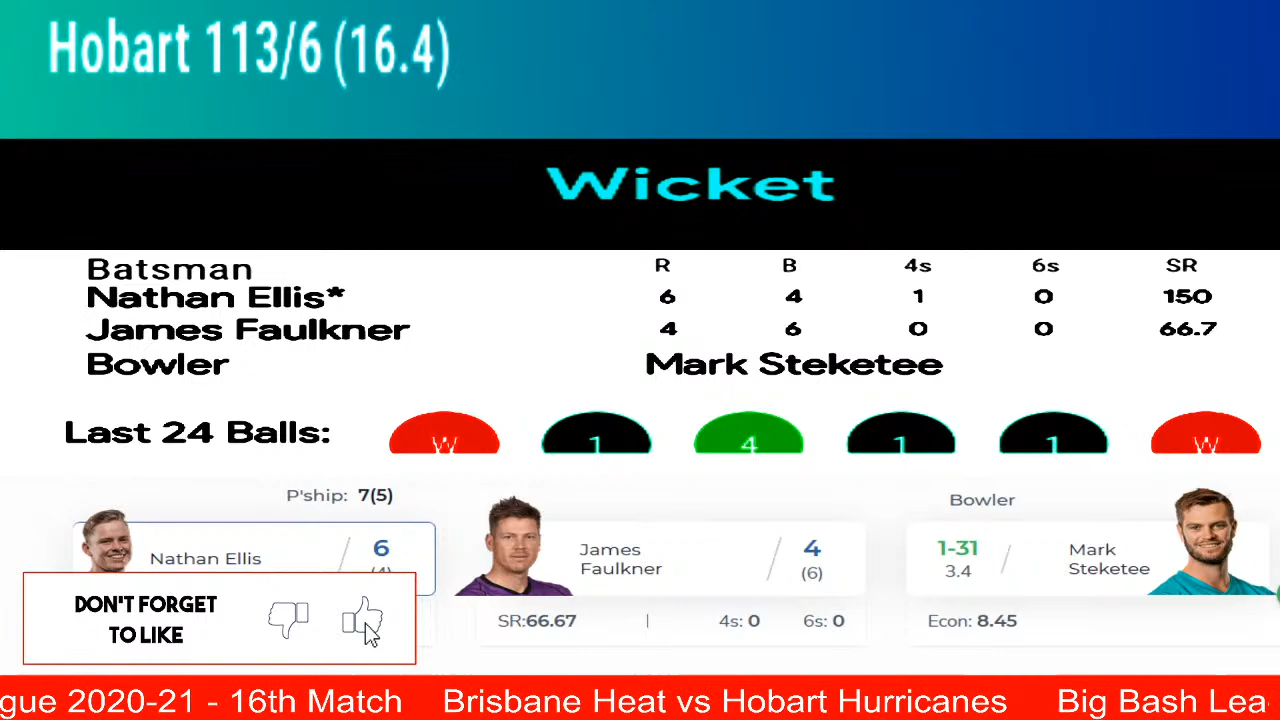 Hobart 113/6 (16.4)
Wicket
Batsman R B 4s 6s SR
Nathan Ellis* 6 4 1 0 150
James Faulkner 4 6 0 0 66.7
Bowler Mark Steketee
Last 24 Balls: W 1 4 1 1 W
P'ship: 7(5)
Nathan Ellis 6
(4)
James
Faulkner
4
(6)
SR:66.67 | 4s: 0 6s: 0
Bowler
1-31
3.4
Mark
Steketee
Econ: 8.45
DON'T FORGET
TO LIKE
gue 2020-21 - 16th Match Brisbane Heat vs Hobart Hurricanes Big Bash Lea